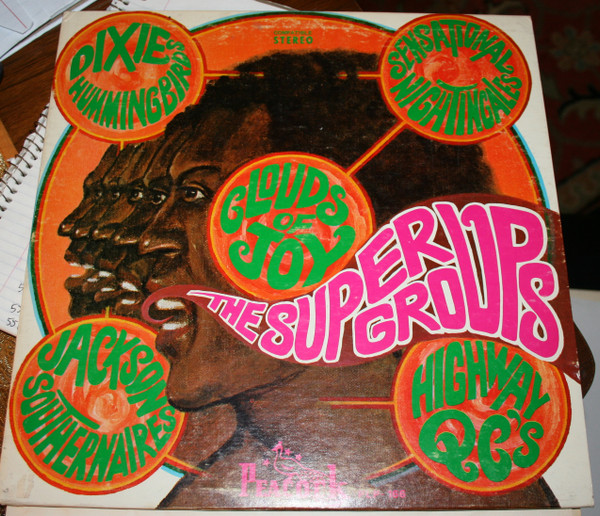 STEREO
DIXIE
HUMMINGBIRDS
SENSATIONAL
NIGHTINGALES
CLOUDS
OF
JOY
THE SUPER GROUPS
JACKSON
SOUTHERNAIRES
HIGHWAY
QC's
PEACOCK